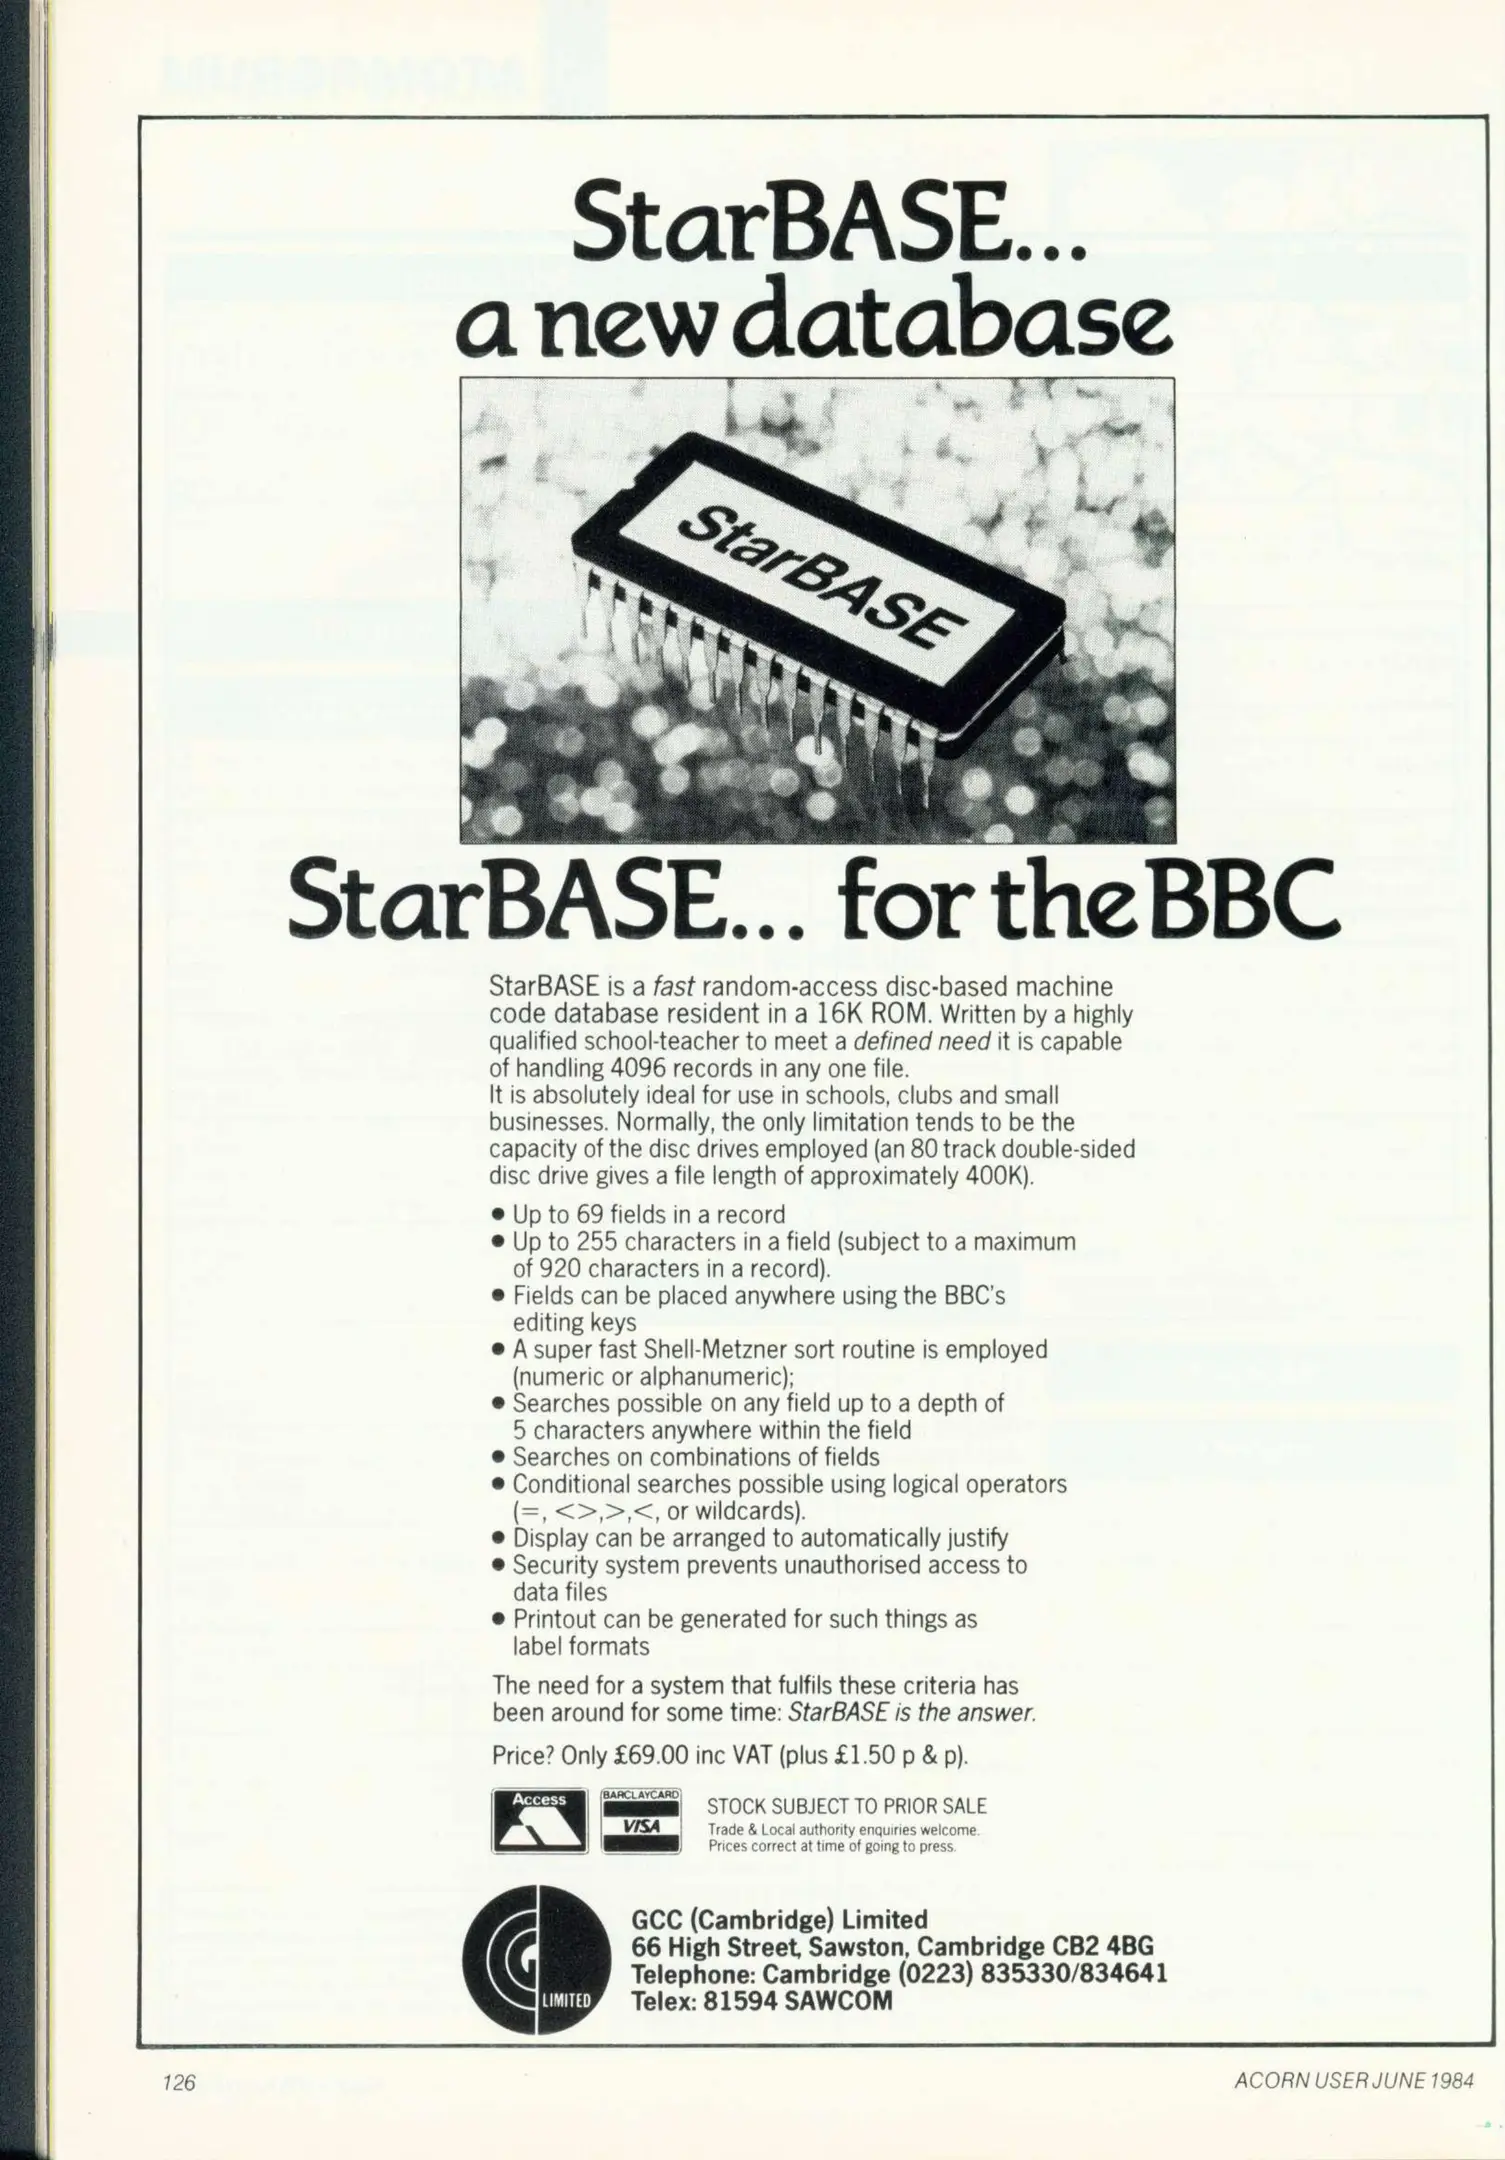 StarBASE...
a new database
StarBASE
StarBASE... for the BBC
StarBASE is a fast random-access disc-based machine
code database resident in a 16K ROM. Written by a highly
qualified school-teacher to meet a defined need it is capable
of handling 4096 records in any one file.
It is absolutely ideal for use in schools, clubs and small
businesses. Normally, the only limitation tends to be the
capacity of the disc drives employed (an 80 track double-sided
disc drive gives a file length of approximately 400K).
• Up to 69 fields in a record
• Up to 255 characters in a field (subject to a maximum
of 920 characters in a record).
• Fields can be placed anywhere using the BBC's
editing keys
• A super fast Shell-Metzner sort routine is employed
(numeric or alphanumeric);
• Searches possible on any field up to a depth of
5 characters anywhere within the field
• Searches on combinations of fields
• Conditional searches possible using logical operators
(=, <>,>,<, or wildcards).
• Display can be arranged to automatically justify
• Security system prevents unauthorised access to
data files
• Printout can be generated for such things as
label formats
The need for a system that fulfils these criteria has
been around for some time: StarBASE is the answer.
Price? Only £69.00 inc VAT (plus £1.50 p & p).
Access
BARCLAYCARD
VISA
STOCK SUBJECT TO PRIOR SALE
Trade & Local authority enquiries welcome.
Prices correct at time of going to press.
GCC (Cambridge) Limited
66 High Street, Sawston, Cambridge CB2 4BG
Telephone: Cambridge (0223) 835330/834641
Telex: 81594 SAWCOM
G
LIMITED
126
ACORN USER JUNE 1984